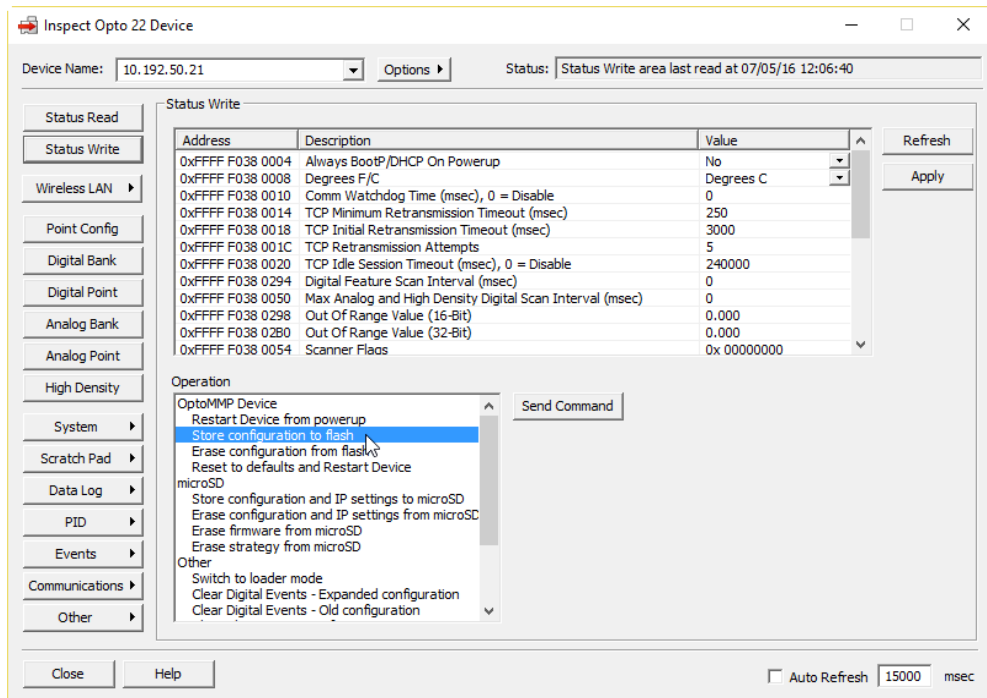 Inspect Opto 22 Device
Device Name: 10.192.50.21 Options Status: Status Write area last read at 07/05/16 12:06:40
Status Read
Status Write
Wireless LAN
Point Config
Digital Bank
Digital Point
Analog Bank
Analog Point
High Density
System
Scratch Pad
Data Log
PID
Events
Communications
Other
Status Write
Address Description Value
0xFFFF F038 0004 Always BootP/DHCP On Powerup No
0xFFFF F038 0008 Degrees F/C Degrees C
0xFFFF F038 0010 Comm Watchdog Time (msec), 0 = Disable 0
0xFFFF F038 0014 TCP Minimum Retransmission Timeout (msec) 250
0xFFFF F038 0018 TCP Initial Retransmission Timeout (msec) 3000
0xFFFF F038 001C TCP Retransmission Attempts 5
0xFFFF F038 0020 TCP Idle Session Timeout (msec), 0 = Disable 240000
0xFFFF F038 0294 Digital Feature Scan Interval (msec) 0
0xFFFF F038 0050 Max Analog and High Density Digital Scan Interval (msec) 0
0xFFFF F038 0298 Out Of Range Value (16-Bit) 0.000
0xFFFF F038 02B0 Out Of Range Value (32-Bit) 0.000
0xFFFF F038 0054 Scanner Flags 0x 00000000
Refresh
Apply
Operation
OptoMMP Device
Restart Device from powerup
Store configuration to flash
Erase configuration from flash
Reset to defaults and Restart Device
microSD
Store configuration and IP settings to microSD
Erase configuration and IP settings from microSD
Erase firmware from microSD
Erase strategy from microSD
Other
Switch to loader mode
Clear Digital Events - Expanded configuration
Clear Digital Events - Old configuration
Send Command
Close Help Auto Refresh 15000 msec